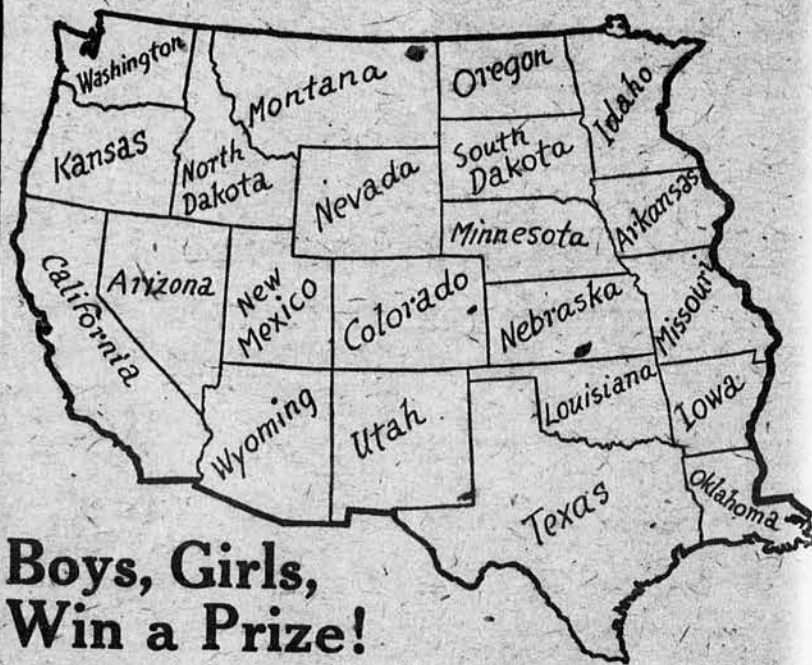 Washington
Montana
Oregon
Idaho
Kansas
North
Dakota
Nevada
South
Dakota
Arkansas
Minnesota
California
Arizona
New
Mexico
Colorado
Nebraska
Missouri
Wyoming
Utah
Louisiana
Iowa
Texas
Oklahoma
Boys, Girls,
Win a Prize!